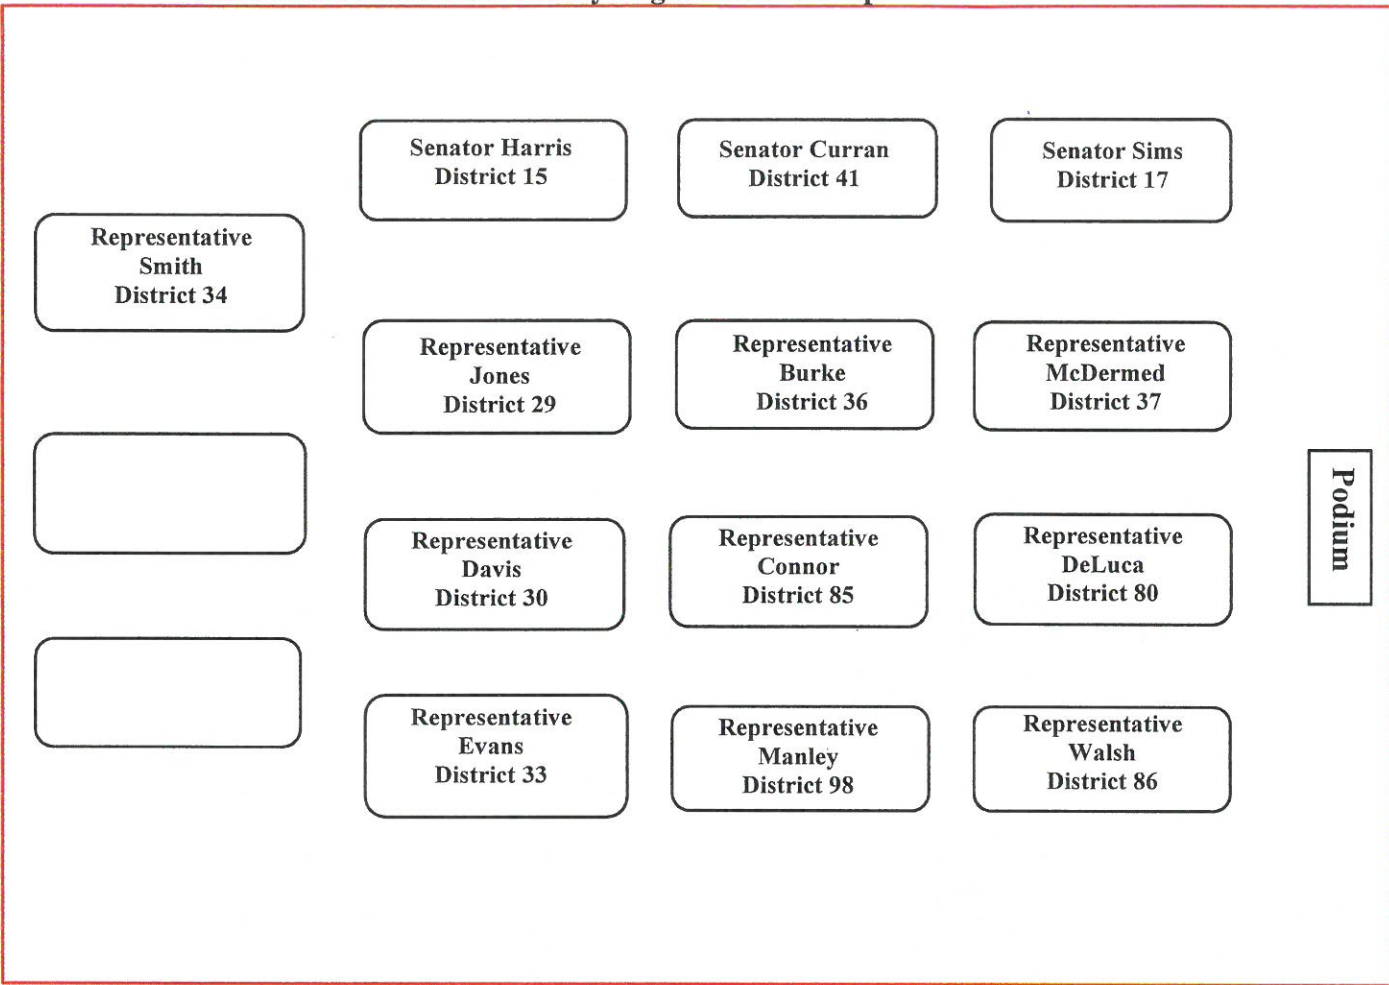 Senator Harris
District 15
Senator Curran
District 41
Senator Sims
District 17
Representative
Smith
District 34
Representative
Jones
District 29
Representative
Burke
District 36
Representative
McDermed
District 37
Podium
Representative
Davis
District 30
Representative
Connor
District 85
Representative
DeLuca
District 80
Representative
Evans
District 33
Representative
Manley
District 98
Representative
Walsh
District 86